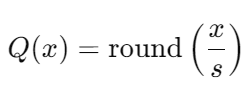 Q(x) = round(x/s)